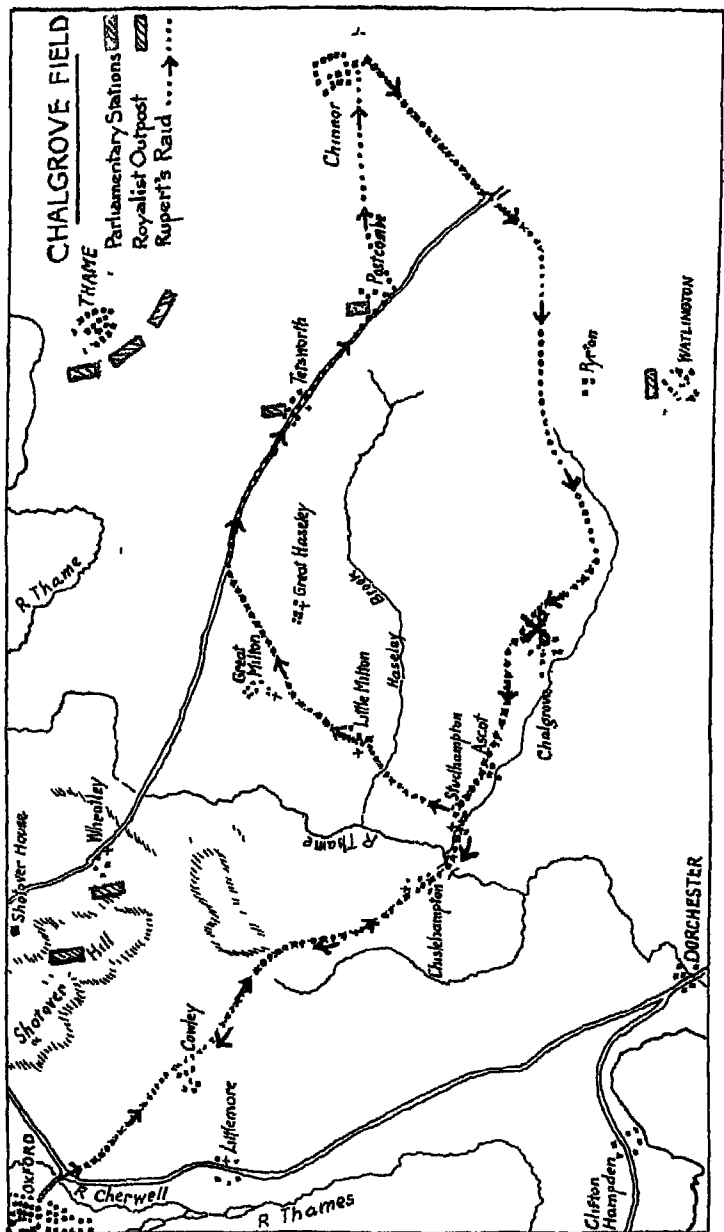 CHALGROVE FIELD
Parliamentary Stations
Royalist Outpost
Rupert's Raid
THAME
Chinnor
Postcombe
Tetsworth
Pyrton
WATLINGTON
R Thame
Great Haseley
Great
Milton
Little Milton
Haseley
Brook
Chalgrove
Ascot
Stadhampton
R Thame
Chislehampton
Shotover House
Wheatley
Shotover
Hill
Cowley
Littlemore
OXFORD
R Cherwell
R Thames
DORCHESTER
Clifton
Hampden